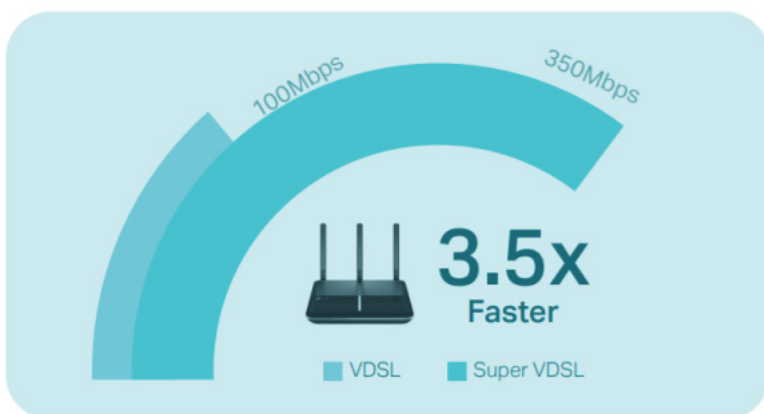 100Mbps
350Mbps
3.5x
Faster
VDSL
Super VDSL